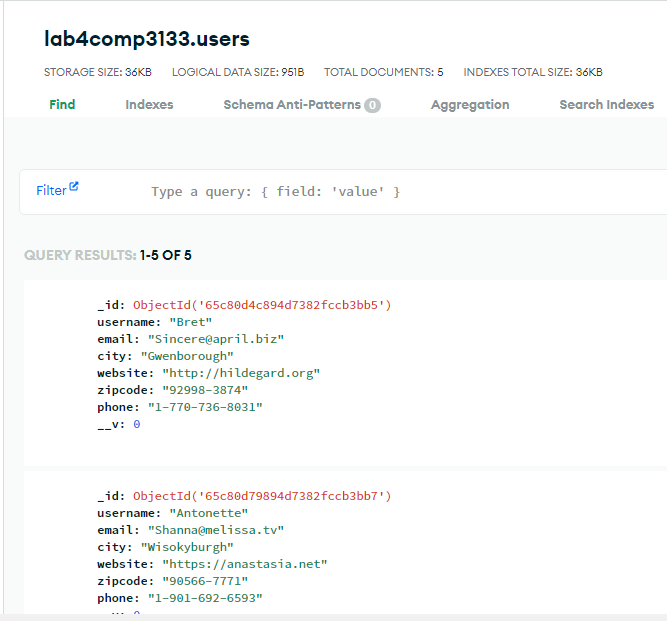 lab4comp3133.users
STORAGE SIZE: 36KB LOGICAL DATA SIZE: 951B TOTAL DOCUMENTS: 5 INDEXES TOTAL SIZE: 36KB
Find Indexes Schema Anti-Patterns 0 Aggregation Search Indexes
Filter Type a query: { field: 'value' }
QUERY RESULTS: 1-5 OF 5
_id: ObjectId('65c80d4c894d7382fccb3bb5')
username: "Bret"
email: "Sincere@april.biz"
city: "Gwenborough"
website: "http://hildegard.org"
zipcode: "92998-3874"
phone: "1-770-736-8031"
__v: 0
_id: ObjectId('65c80d79894d7382fccb3bb7')
username: "Antonette"
email: "Shanna@melissa.tv"
city: "Wisokyburgh"
website: "https://anastasia.net"
zipcode: "90566-7771"
phone: "1-901-692-6593"